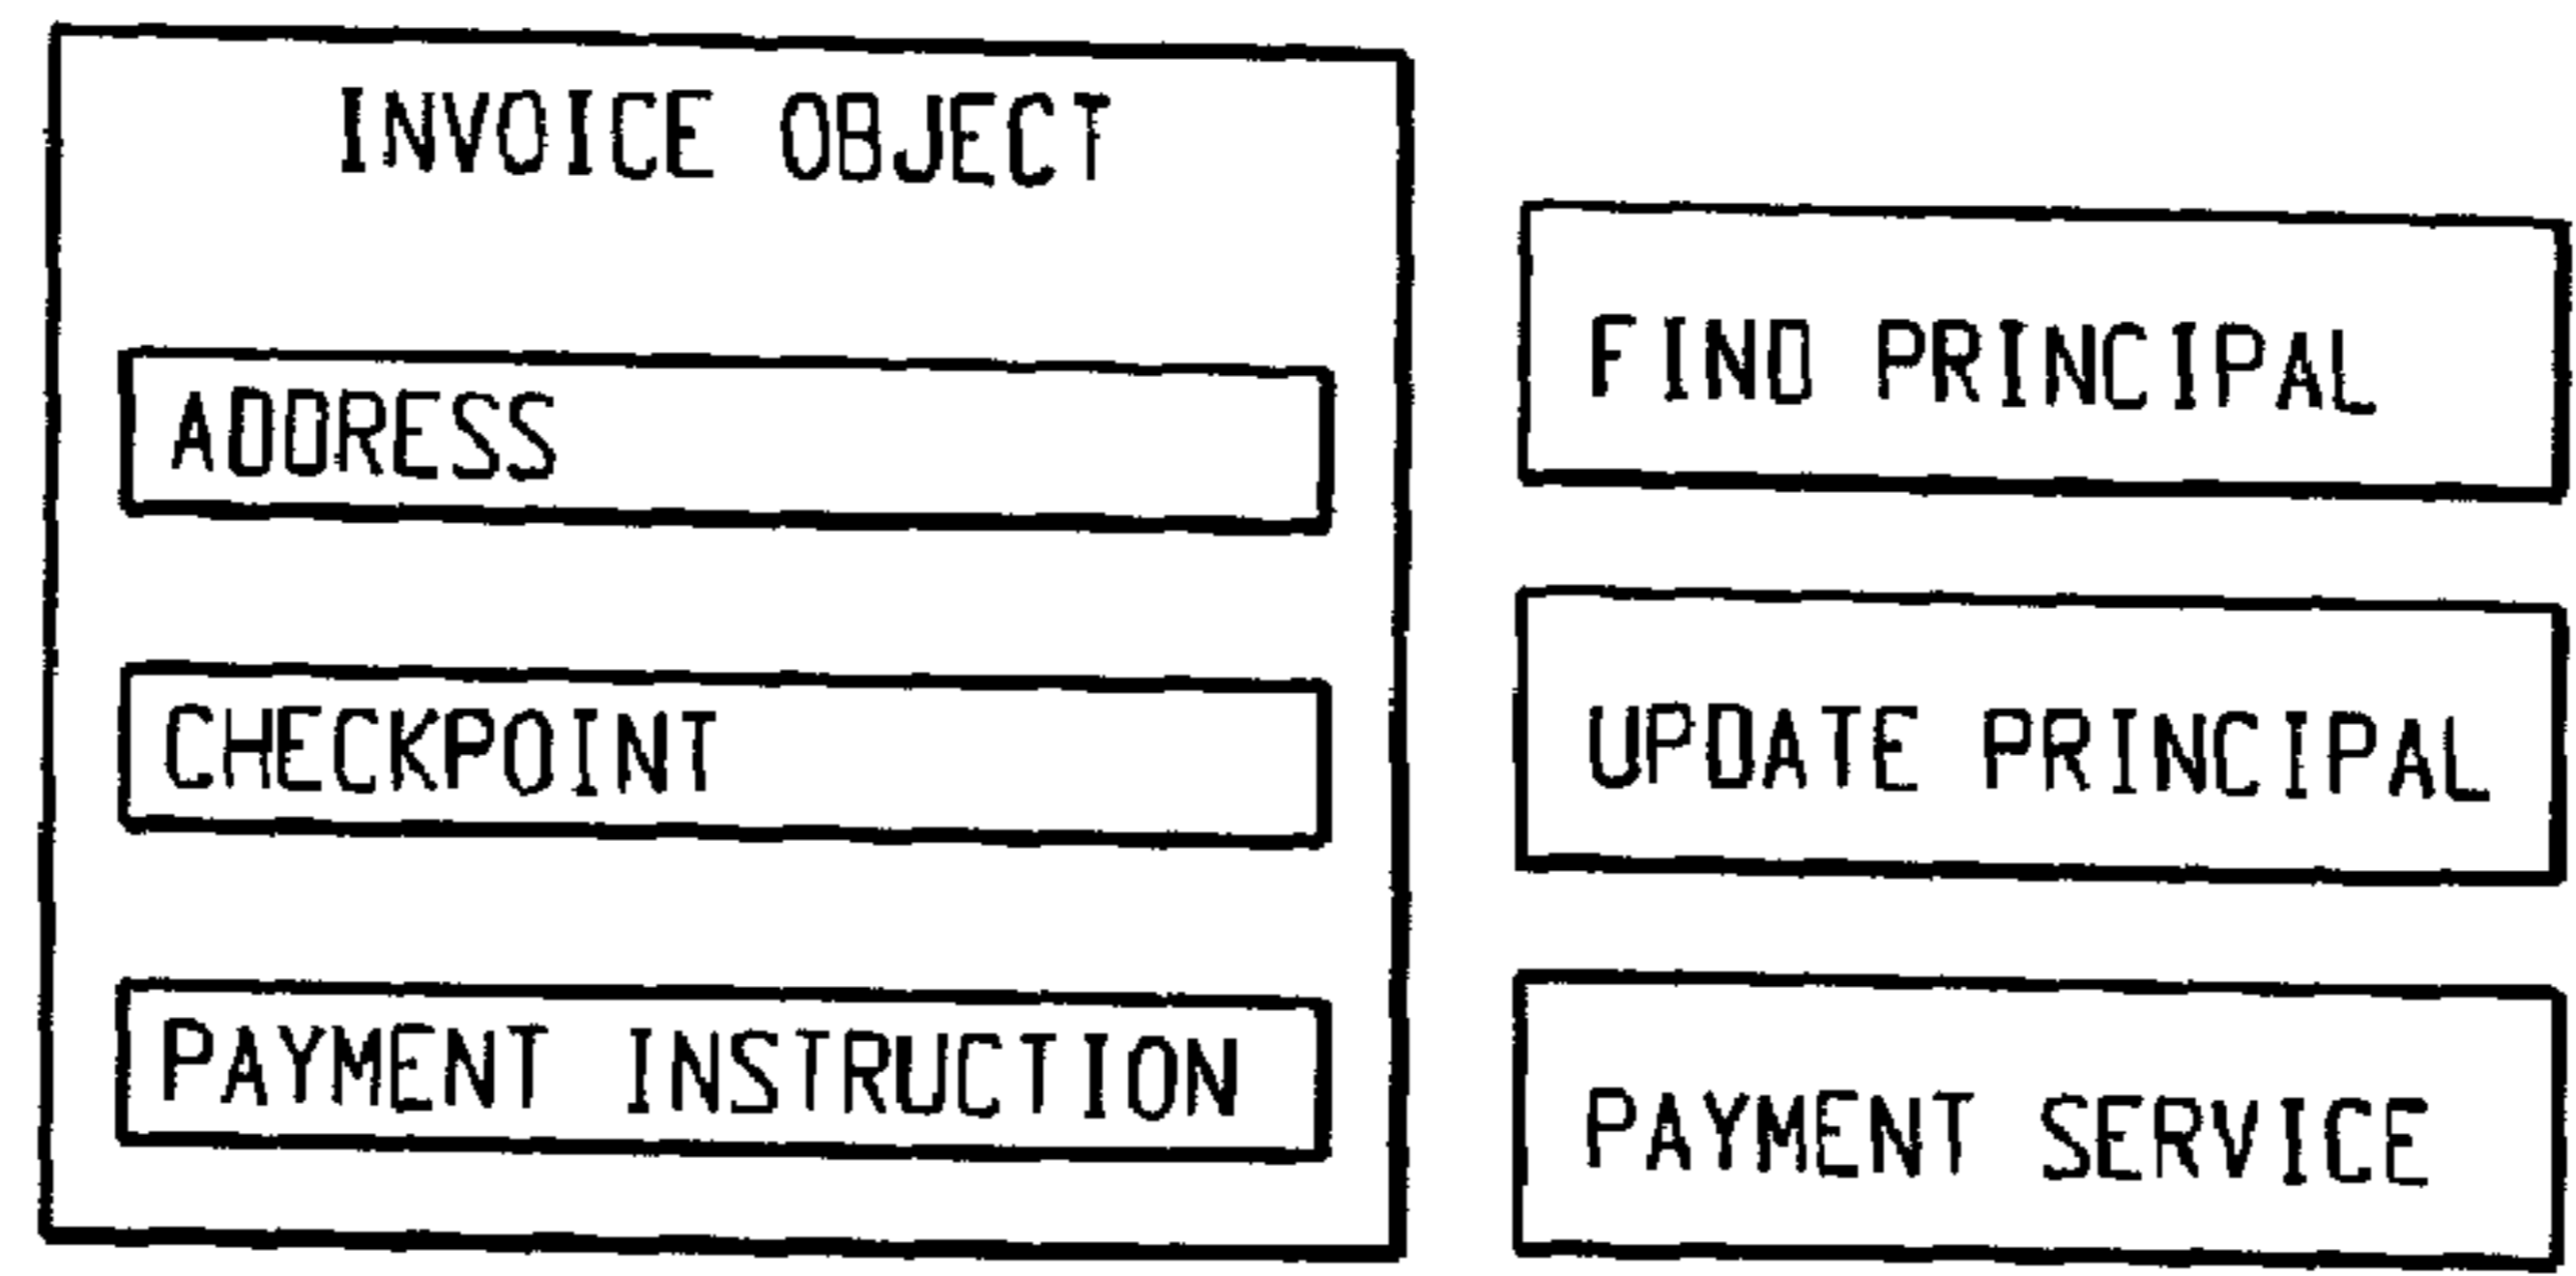 INVOICE OBJECT
ADDRESS
CHECKPOINT
PAYMENT INSTRUCTION
FIND PRINCIPAL
UPDATE PRINCIPAL
PAYMENT SERVICE